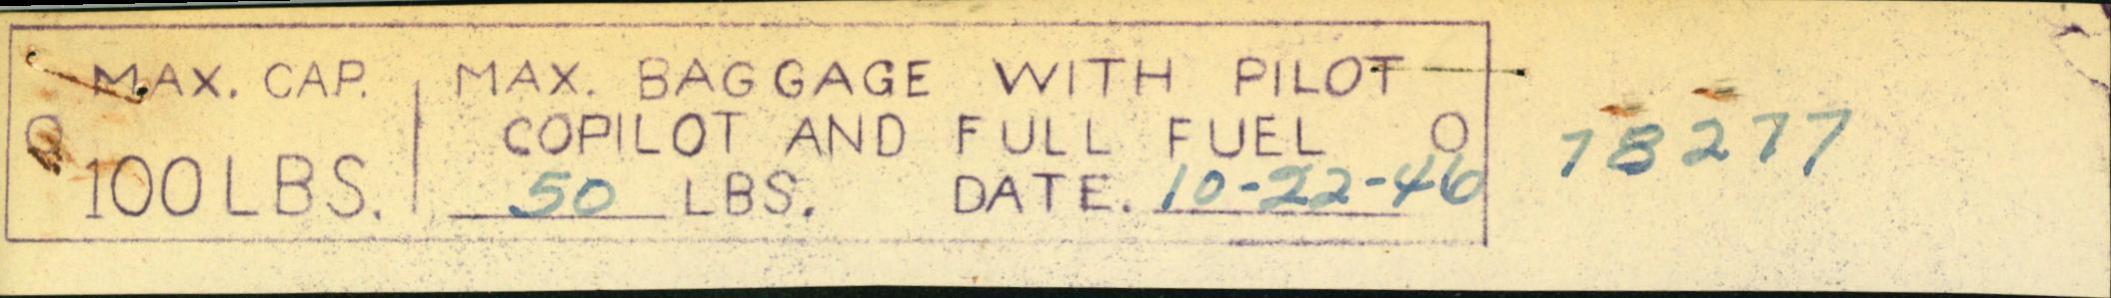 MAX. CAP.
100 LBS.
MAX. BAGGAGE WITH PILOT
COPILOT AND FULL FUEL
50 LBS. DATE. 10-22-46
78277